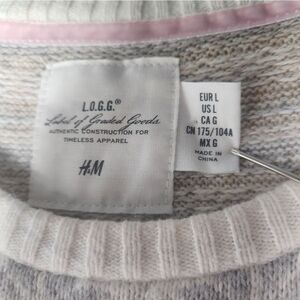 L.O.G.G.®
Label of Graded Goods
AUTHENTIC CONSTRUCTION FOR
TIMELESS APPAREL
H&M
EUR L
US L
CA G
CN 175/104A
MX G
MADE IN
CHINA